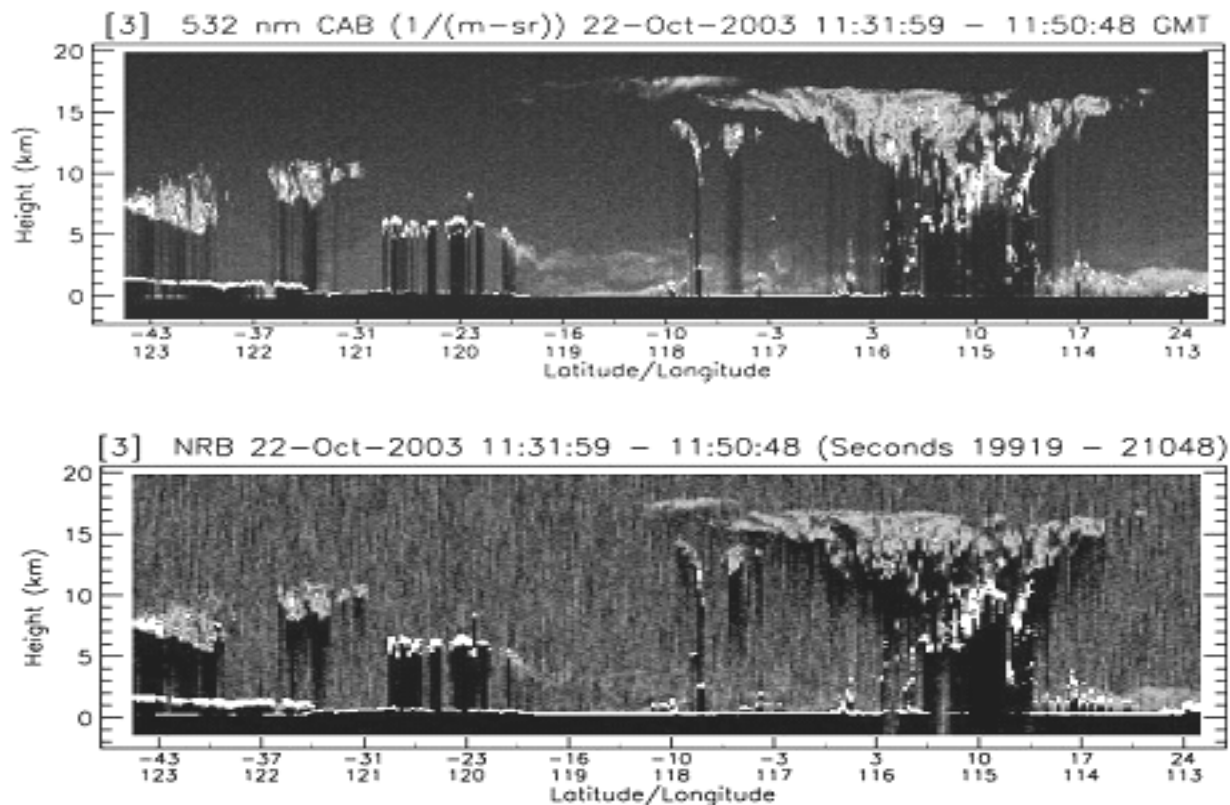 [3] 532 nm CAB (1/(m-sr)) 22-Oct-2003 11:31:59 - 11:50:48 GMT
20
15
10
5
0
Height (km)
-43 -37 -31 -23 -16 -10 -3 3 10 17 24
123 122 121 120 119 118 117 116 115 114 113
Latitude/Longitude
[3] NRB 22-Oct-2003 11:31:59 - 11:50:48 (Seconds 19919 - 21048)
20
15
10
5
0
Height (km)
-43 -37 -31 -23 -16 -10 -3 3 10 17 24
123 122 121 120 119 118 117 116 115 114 113
Latitude/Longitude